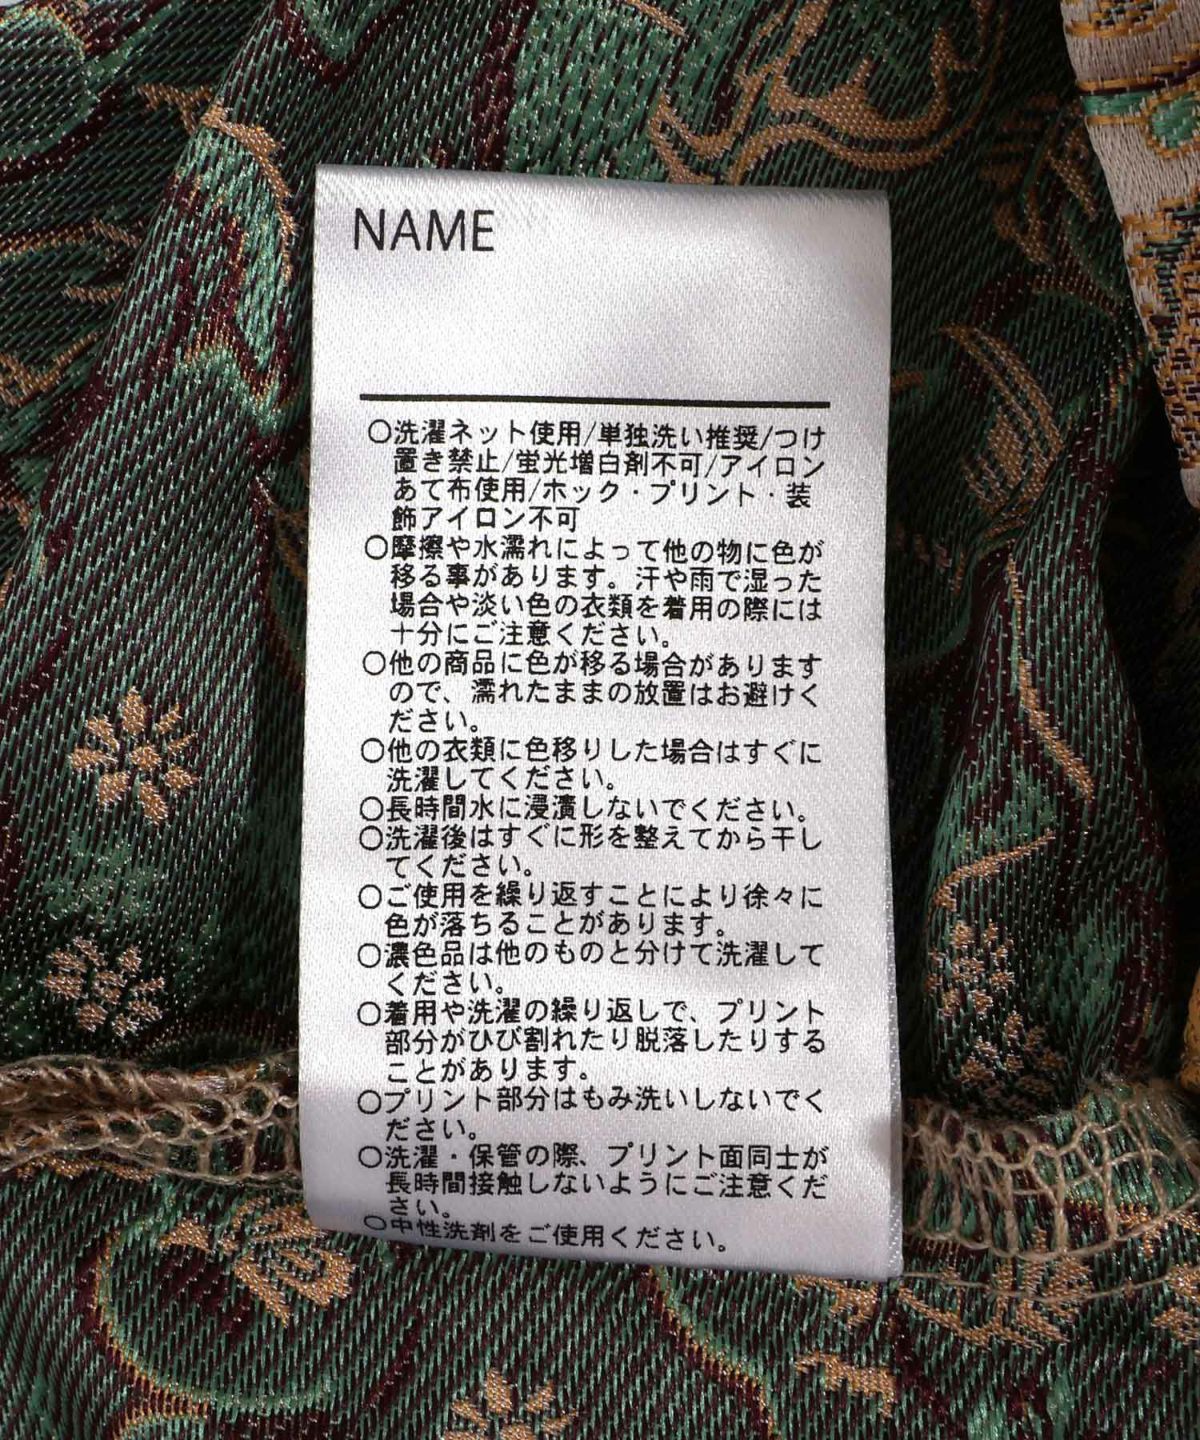 NAME
○洗濯ネット使用/単独洗い推奨/つけ
置き禁止/蛍光増白剤不可/アイロン
あて布使用/ホック・プリント・装
飾アイロン不可
○摩擦や水濡れによって他の物に色が
移る事があります。汗や雨で湿った
場合や淡い色の衣類を着用の際には
十分にご注意ください。
○他の商品に色が移る場合があります
ので、濡れたままの放置はお避けく
ださい。
○他の衣類に色移りした場合はすぐに
洗濯してください。
○長時間水に浸漬しないでください。
○洗濯後はすぐに形を整えてから干し
てください。
○ご使用を繰り返すことにより徐々に
色が落ちることがあります。
○濃色品は他のものと分けて洗濯して
ください。
○着用や洗濯の繰り返しで、プリント
部分がひび割れたり脱落したりする
ことがあります。
○プリント部分はもみ洗いしないでく
ださい。
○洗濯・保管の際、プリント面同士が
長時間接触しないようにご注意くだ
さい。
○中性洗剤をご使用ください。